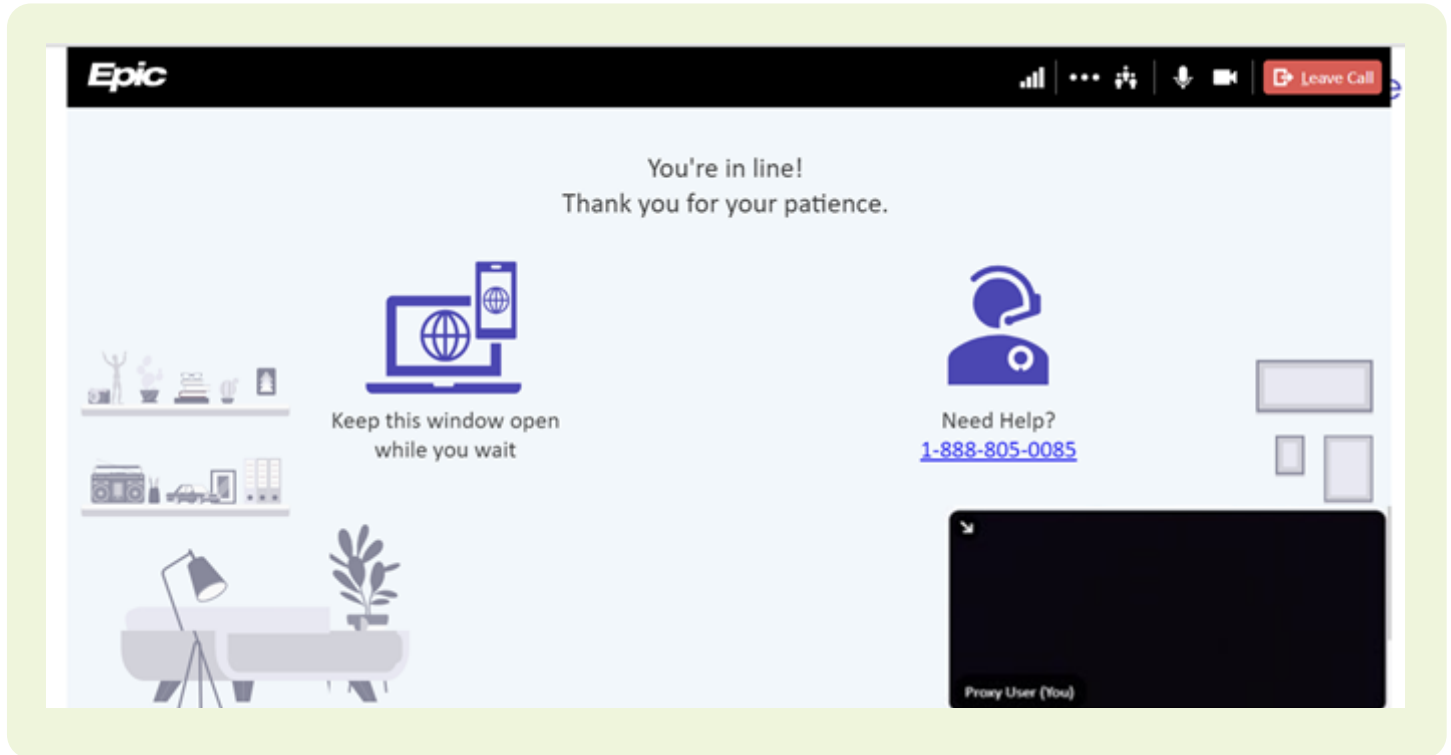 Epic
Leave Call
e
You're in line!
Thank you for your patience.
Keep this window open
while you wait
Need Help?
1-888-805-0085
Proxy User (You)